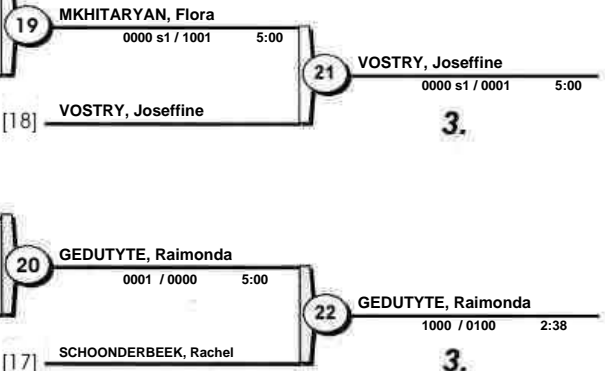 MKHITARYAN, Flora
19
0000 s1 / 1001 5:00
VOSTRY, Joseffine
21
0000 s1 / 0001 5:00
[18] VOSTRY, Joseffine
3.
GEDUTYTE, Raimonda
20
0001 / 0000 5:00
GEDUTYTE, Raimonda
22
1000 / 0100 2:38
[17] SCHOONDERBEEK, Rachel
3.